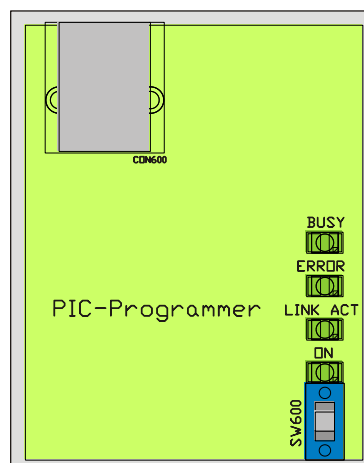 CON600
BUSY
ERROR
PIC-Programmer
LINK ACT
ON
SW600